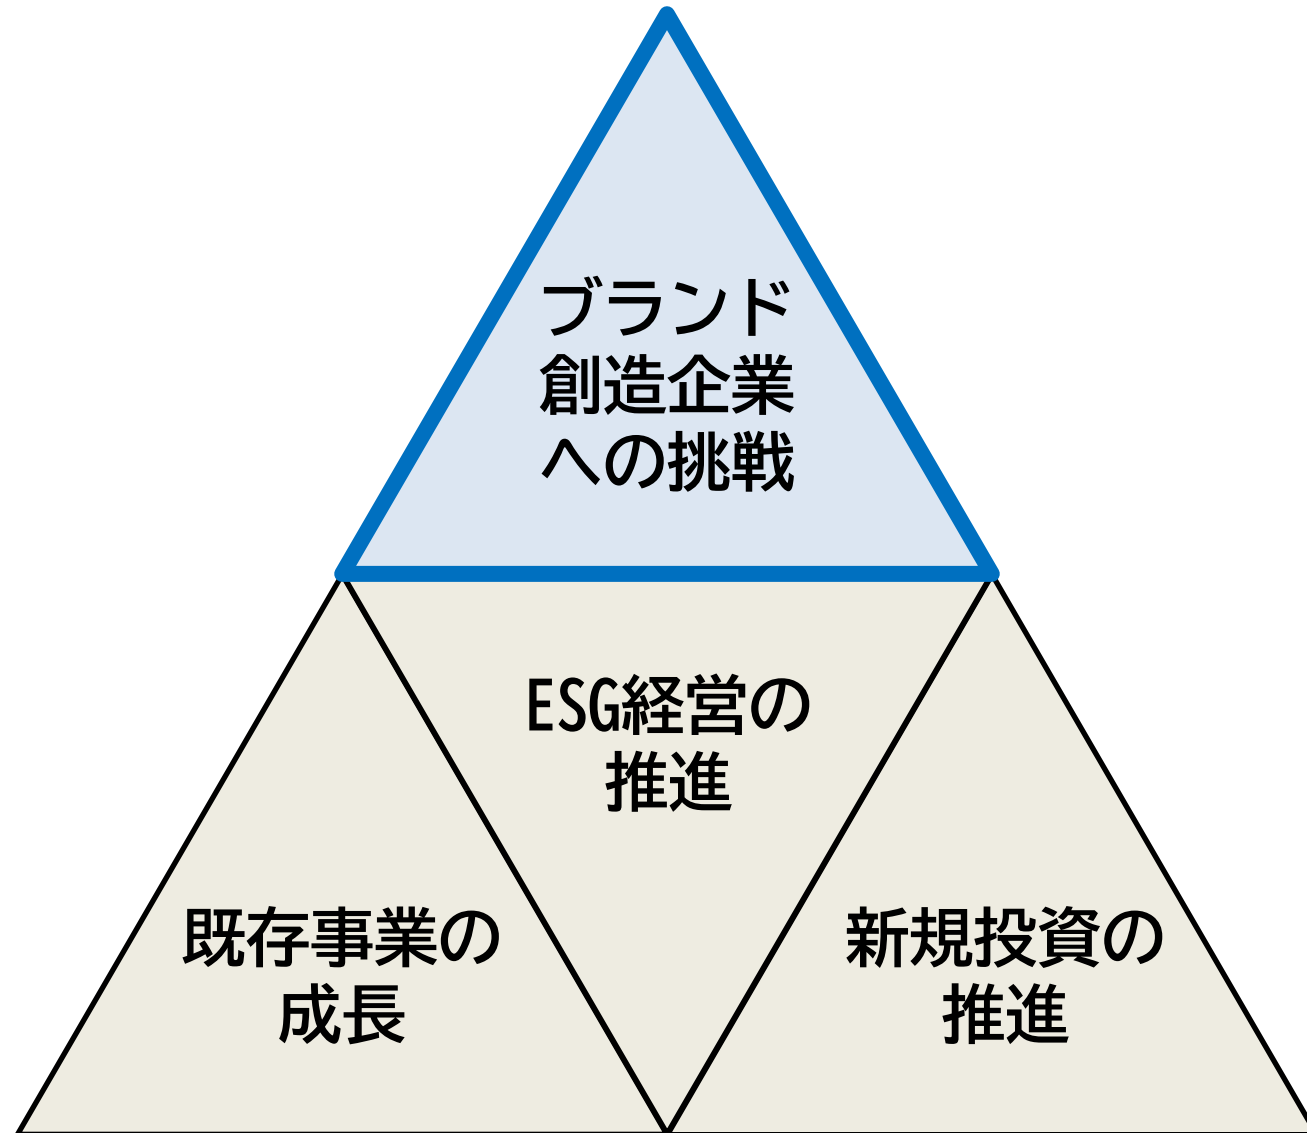 ブランド
創造企業
への挑戦
ESG経営の
推進
既存事業の
成長
新規投資の
推進